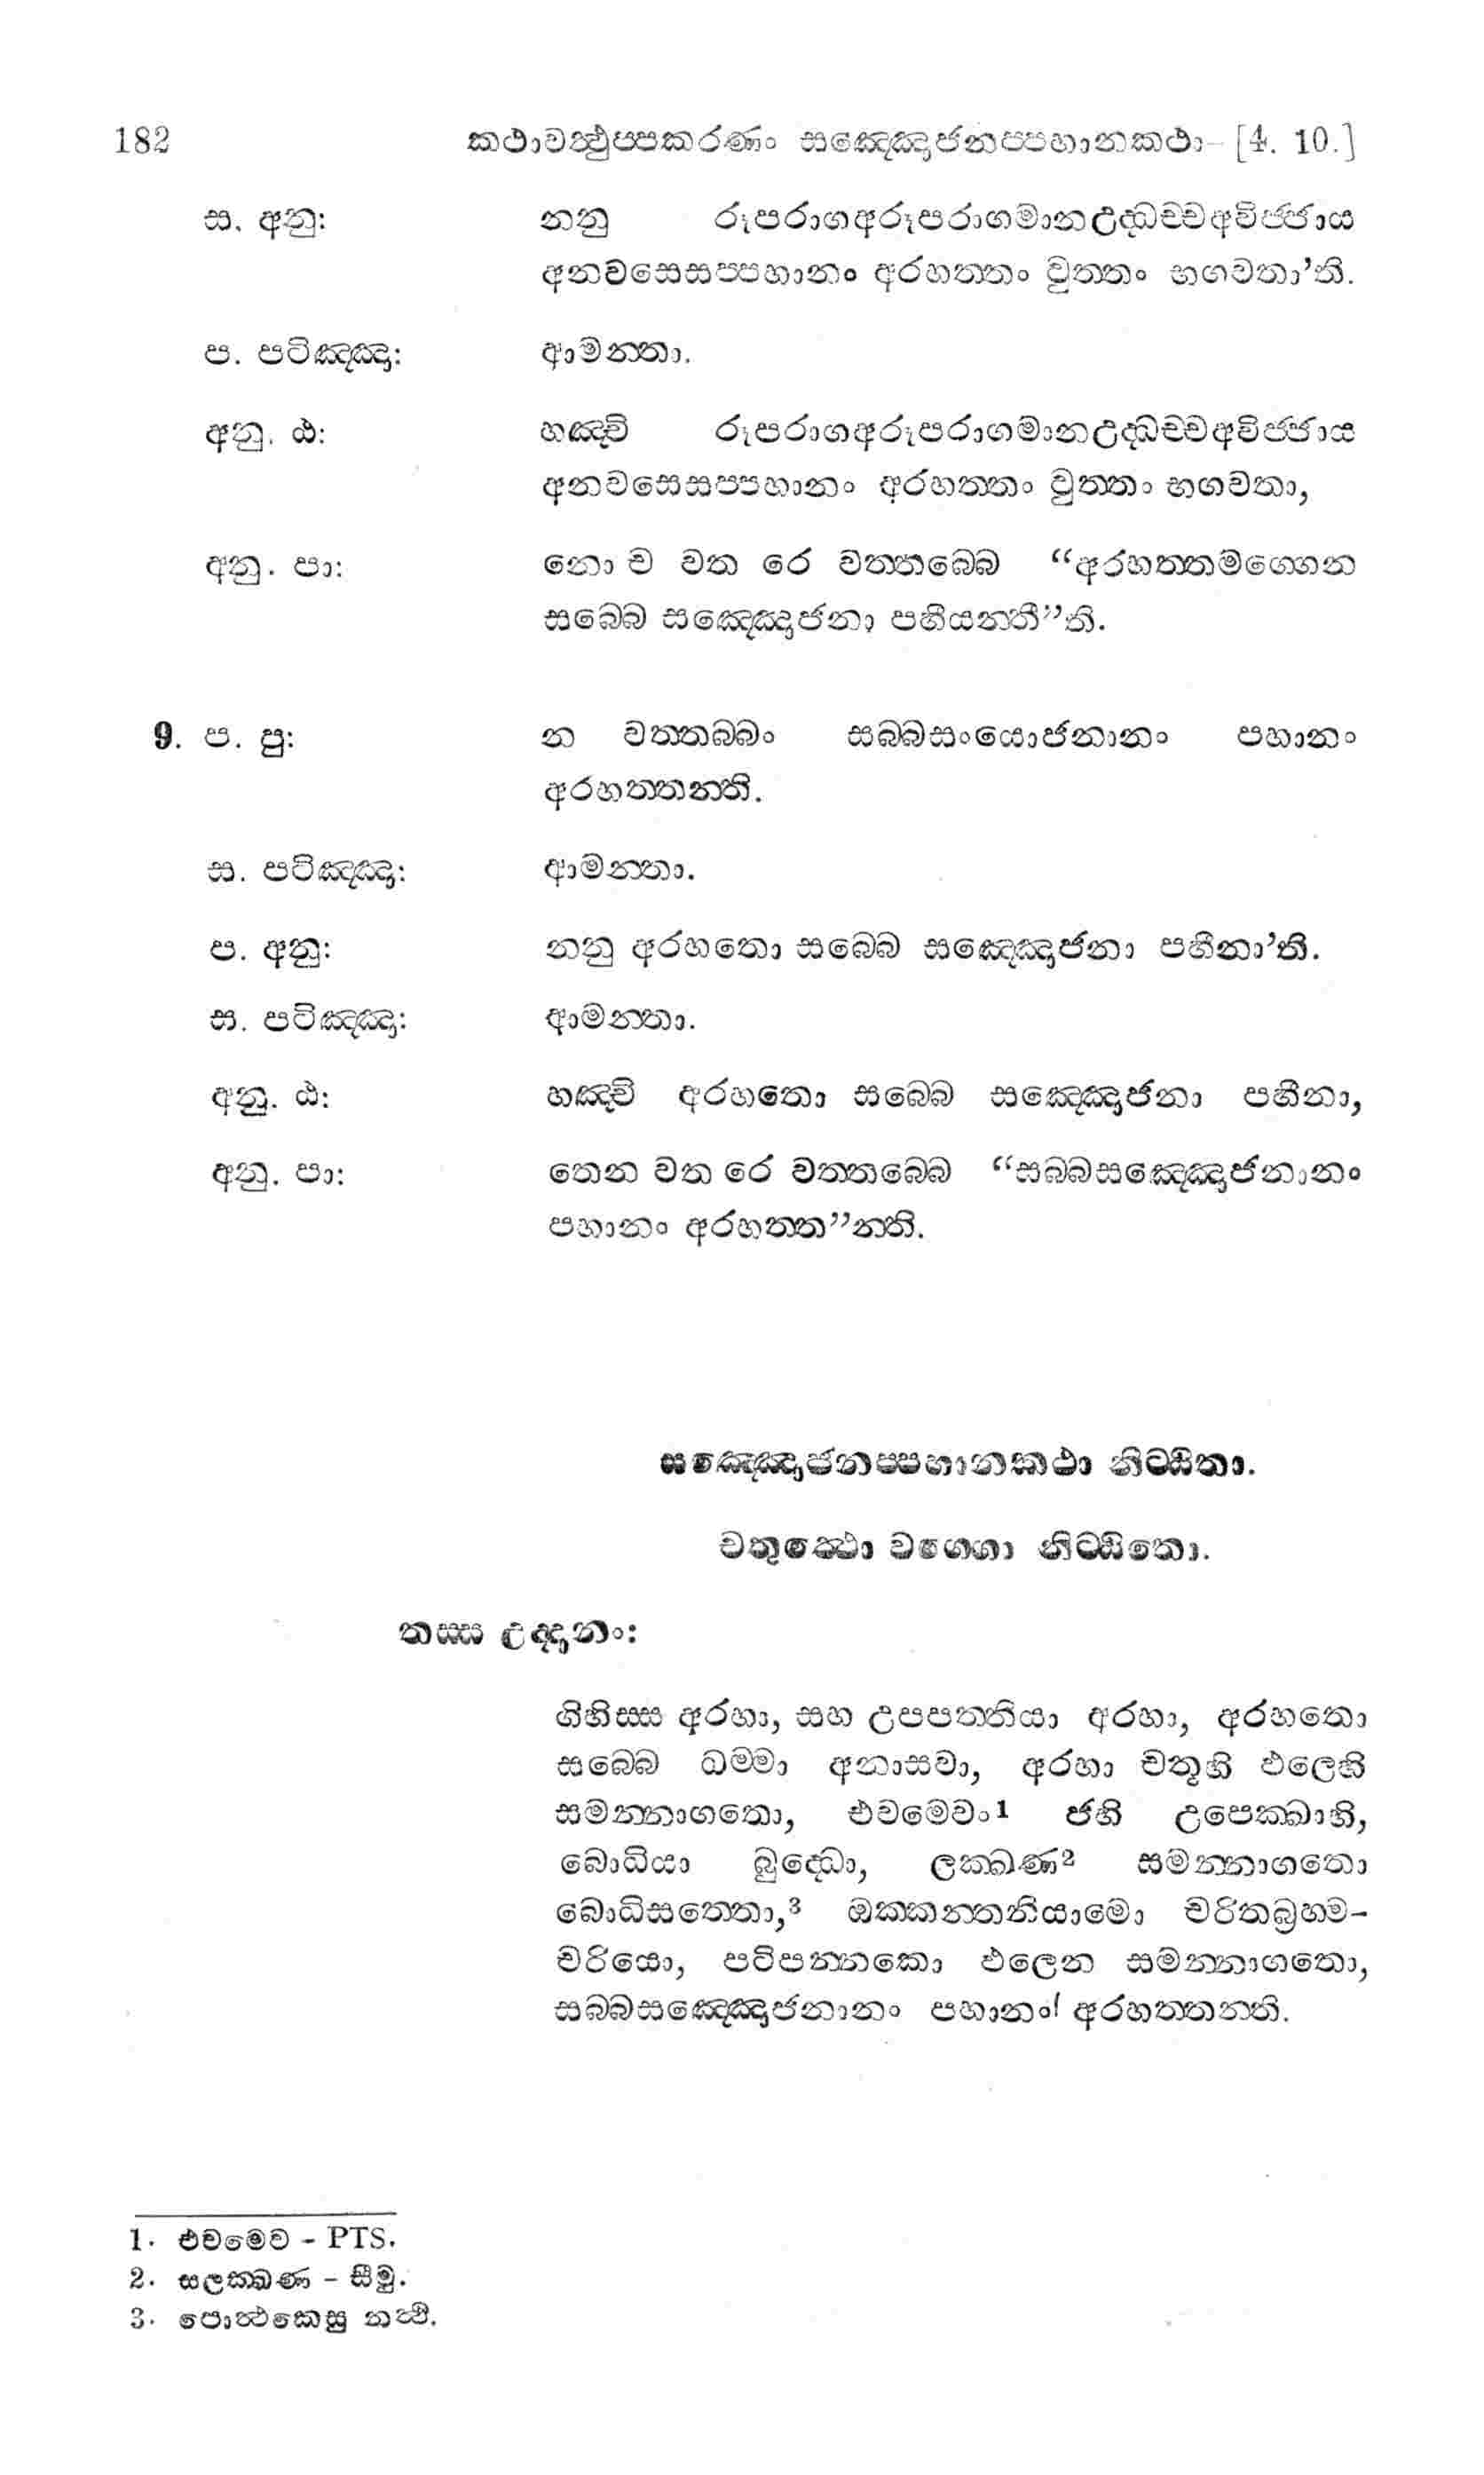 182 කථාවත්‍ථුප‍්පකරණං සඤ‍්ඤොජනප‍්පහානකථා- [4. 10.]
ස. අනු: නනු රූපරාගඅරූපරාගමානඋද‍්ධච‍්චඅවිජ‍්ජාය
අනවසෙසප‍්පහානං අරහත‍්තං වුත‍්තං භගවතා’ති.
ප. පටිඤ‍්ඤා: ආමන‍්තා.
අනු. ඨ: හඤ‍්චි රූපරාගඅරූපරාගමානඋද‍්ධච‍්චඅවිජ‍්ජාය
අනවසෙසප‍්පහානං අරහත‍්තං වුත‍්තං භගවතා,
අනු. පා: නො ච වත රෙ වත‍්තබ‍්බෙ “අරහත‍්තමග‍්ගෙන
සබ‍්බෙ සඤ‍්ඤොජනා පහීයන‍්තී”ති.
9. ප. පු: න වත‍්තබ‍්බං සබ‍්බසංයොජනානං පහානං
අරහත‍්තන‍්ති.
ස. පටිඤ‍්ඤා: ආමන‍්තා.
ප. අනු: නනු අරහතො සබ‍්බෙ සඤ‍්ඤොජනා පහීනා’ති.
ස. පටිඤ‍්ඤා: ආමන‍්තා.
අනු. ඨ: හඤ‍්චි අරහතො සබ‍්බෙ සඤ‍්ඤොජනා පහීනා,
අනු. පා: තෙන වත රෙ වත‍්තබ‍්බෙ “සබ‍්බසඤ‍්ඤොජනානං
පහානං අරහත‍්ත”න‍්ති.
සඤ‍්ඤොජනප‍්පහානකථා නිට‍්ඨිතා.
චතුත්‍ථො වග‍්ගො නිට‍්ඨිතො.
තස‍්ස උද‍්දානං:
ගිහිස‍්ස අරහා, සහ උපපත‍්තියා අරහා, අරහතො
සබ‍්බෙ ධම‍්මා අනාසවා, අරහා චතූහි ඵලෙහි
සමන‍්නාගතො, එවමෙවං1 ඡහි උපෙක‍්ඛාහි,
බොධියා බුද‍්ධො, ලක‍්ඛණ2 සමන‍්නාගතො
බොධිසත‍්තො,3 ඔක‍්කන‍්තනියාමො චරිතබ්‍රහ‍්ම-
චරියො, පටිපන‍්නකො ඵලෙන සමන‍්නාගතො,
සබ‍්බසඤ‍්ඤොජනානං පහානං අරහත‍්තන‍්ති.
1. එවමෙව - PTS.
2. සලක‍්ඛණ - සීමු.
3. පොත්‍ථකෙසු නත්‍ථි.